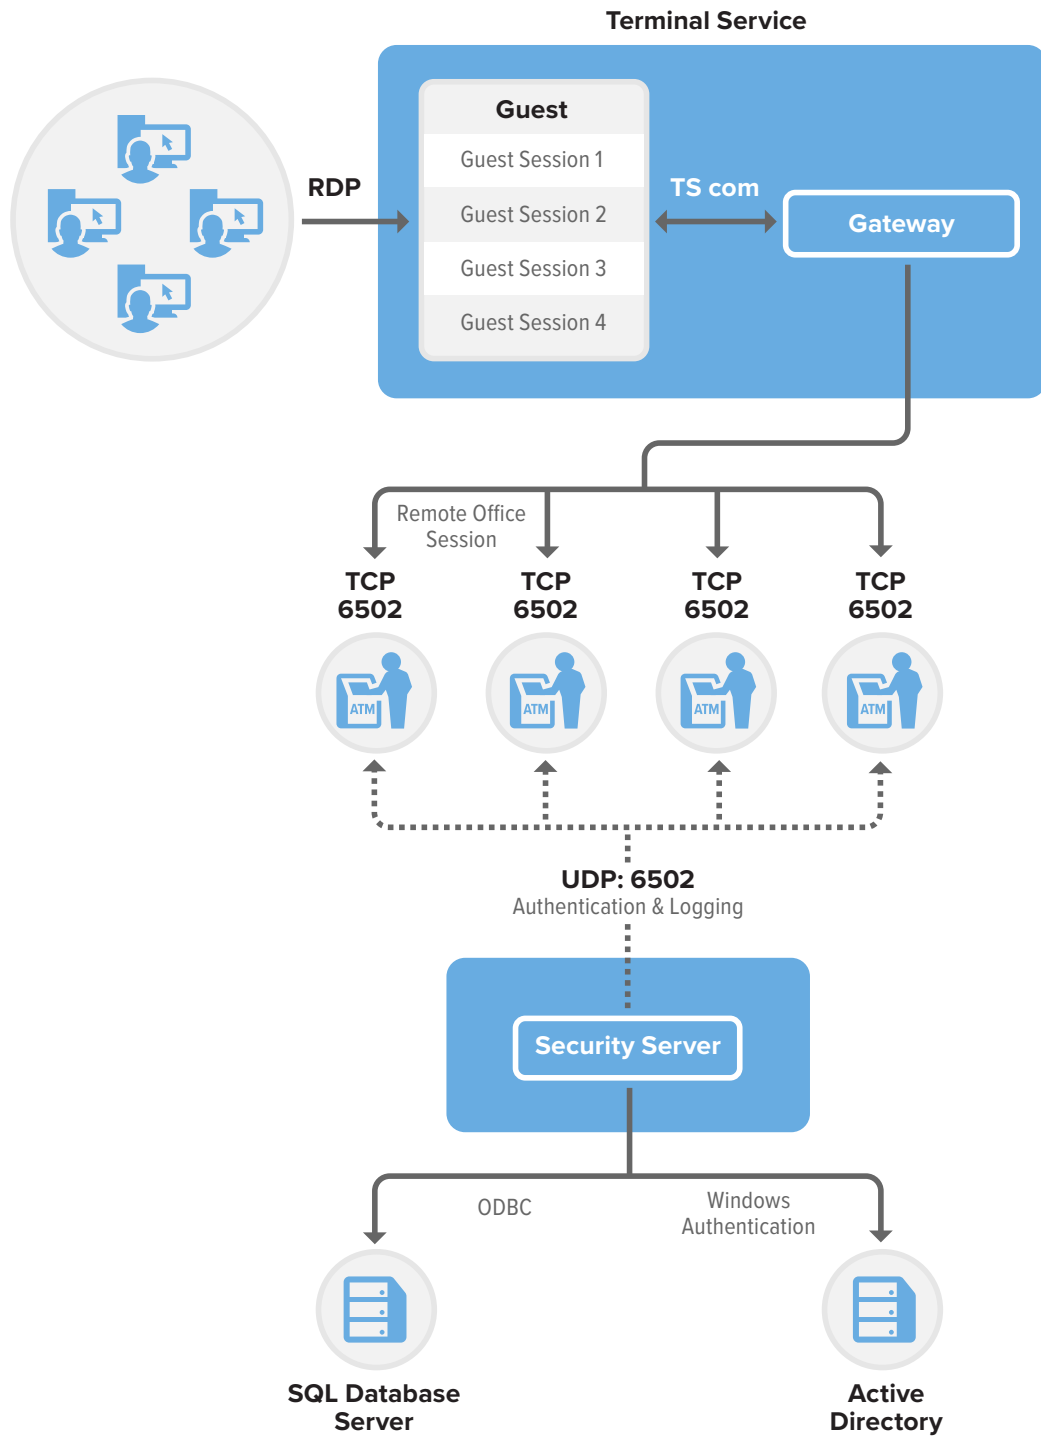 Terminal Service
Guest
Guest Session 1
Guest Session 2
Guest Session 3
Guest Session 4
RDP
TS com
Gateway
Remote Office
Session
TCP
6502
TCP
6502
TCP
6502
TCP
6502
ATM
ATM
ATM
ATM
UDP: 6502
Authentication & Logging
Security Server
ODBC
Windows
Authentication
SQL Database
Server
Active
Directory